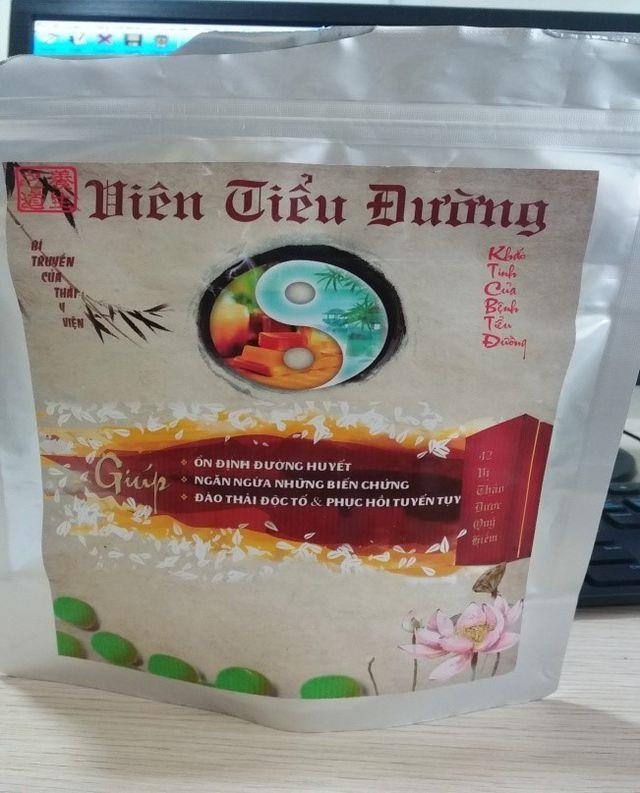 Viên Tiểu Đường
BÍ
TRUYỀN
CỦA
THÁI
Y
VIỆN
Khắc
Tinh
Của
Bệnh
Tiểu
Đường
Giúp
ỔN ĐỊNH ĐƯỜNG HUYẾT
NGĂN NGỪA NHỮNG BIẾN CHỨNG
ĐÀO THẢI ĐỘC TỐ & PHỤC HỒI TUYẾN TỤY
42
Vị
Thảo
Dược
Quý
Hiếm